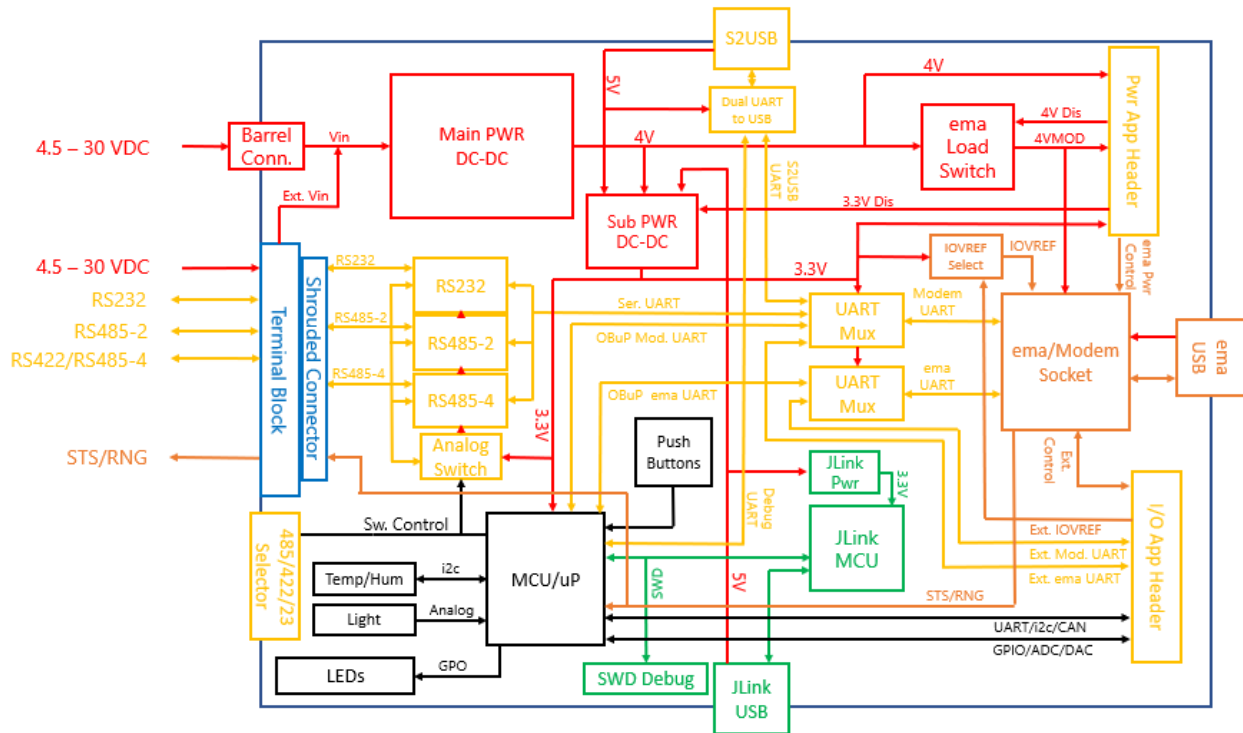 S2USB
5V
Dual UART
to USB
4V
Pwr App Header
4.5 – 30 VDC
Barrel
Conn.
Vin
Main PWR
DC-DC
4V
ema
Load
Switch
4V Dis
4VMOD
Ext. Vin
S2USB
UART
3.3V Dis
Sub PWR
DC-DC
4.5 – 30 VDC
RS232
RS485-2
RS422/RS485-4
STS/RNG
Terminal Block
Shrouded Connector
RS232
RS485-2
RS485-4
RS232
RS485-2
RS485-4
Analog
Switch
3.3V
3.3V
Ser. UART
OBuP Mod. UART
OBuP ema UART
UART
Mux
UART
Mux
Modem
UART
ema
UART
IOVREF
Select
IOVREF
ema Pwr
Control
ema/Modem
Socket
ema
USB
Push
Buttons
JLink
Pwr
3.3V
JLink
MCU
Debug
UART
Ext.
Control
I/O App Header
Ext. IOVREF
Ext. Mod. UART
Ext. ema UART
485/422/23
Selector
Sw. Control
MCU/uP
Temp/Hum
i2c
Light
Analog
LEDs
GPO
SWD
5V
STS/RNG
UART/i2c/CAN
GPIO/ADC/DAC
SWD Debug
JLink
USB